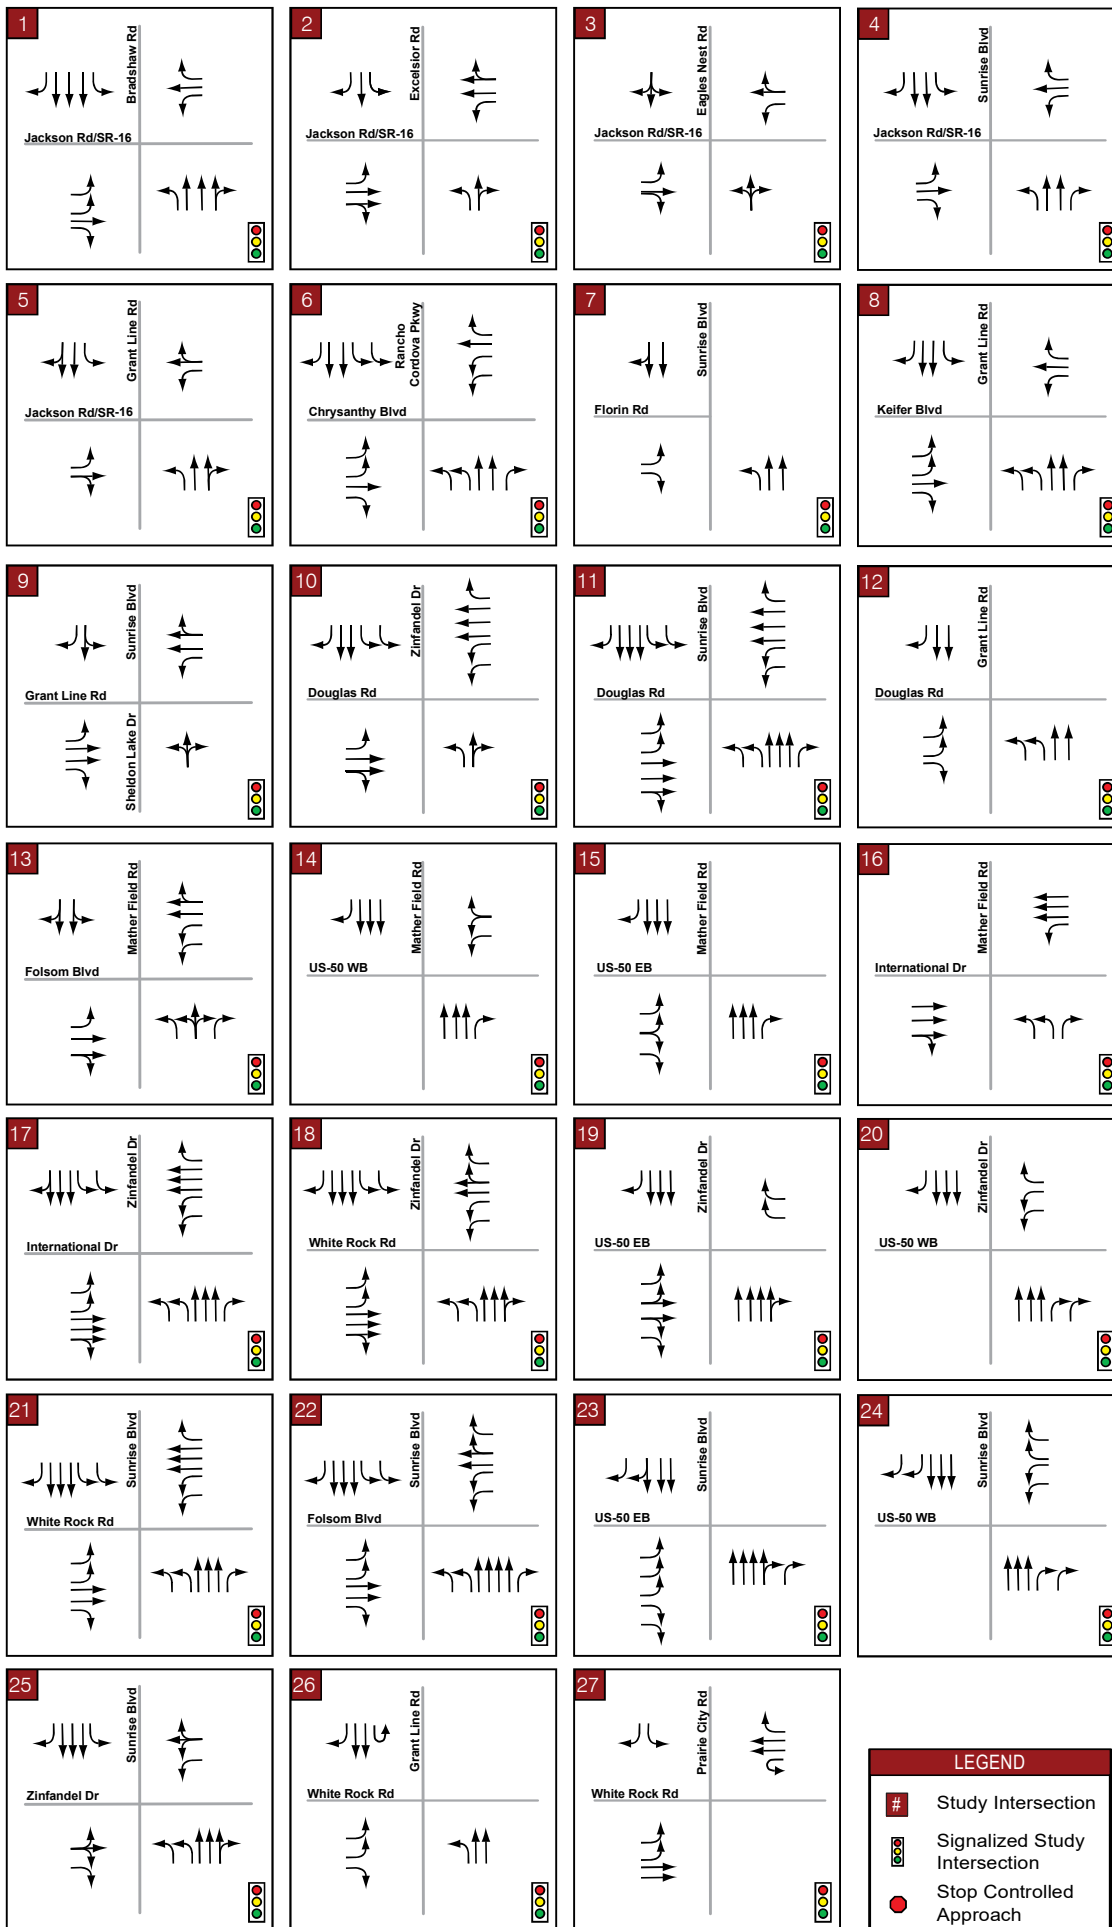 1
Bradshaw Rd
Jackson Rd/SR-16
2
Excelsior Rd
Jackson Rd/SR-16
3
Eagles Nest Rd
Jackson Rd/SR-16
4
Sunrise Blvd
Jackson Rd/SR-16
5
Grant Line Rd
Jackson Rd/SR-16
6
Rancho
Cordova Pkwy
Chrysanthy Blvd
7
Sunrise Blvd
Florin Rd
8
Grant Line Rd
Keifer Blvd
9
Sunrise Blvd
Grant Line Rd
Sheldon Lake Dr
10
Zinfandel Dr
Douglas Rd
11
Sunrise Blvd
Douglas Rd
12
Grant Line Rd
Douglas Rd
13
Mather Field Rd
Folsom Blvd
14
Mather Field Rd
US-50 WB
15
Mather Field Rd
US-50 EB
16
Mather Field Rd
International Dr
17
Zinfandel Dr
International Dr
18
Zinfandel Dr
White Rock Rd
19
Zinfandel Dr
US-50 EB
20
Zinfandel Dr
US-50 WB
21
Sunrise Blvd
White Rock Rd
22
Sunrise Blvd
Folsom Blvd
23
Sunrise Blvd
US-50 EB
24
Sunrise Blvd
US-50 WB
25
Sunrise Blvd
Zinfandel Dr
26
Grant Line Rd
White Rock Rd
27
Prairie City Rd
White Rock Rd
LEGEND
# Study Intersection
Signalized Study
Intersection
Stop Controlled
Approach